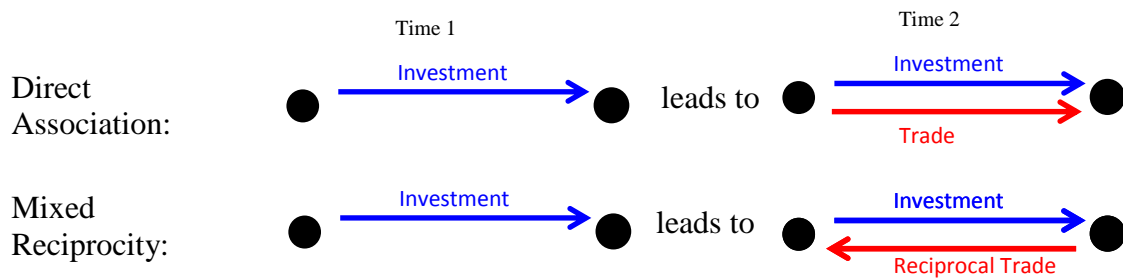 Time 1
Time 2
Direct
Association:
Investment
leads to
Investment
Trade
Mixed
Reciprocity:
Investment
leads to
Investment
Reciprocal Trade